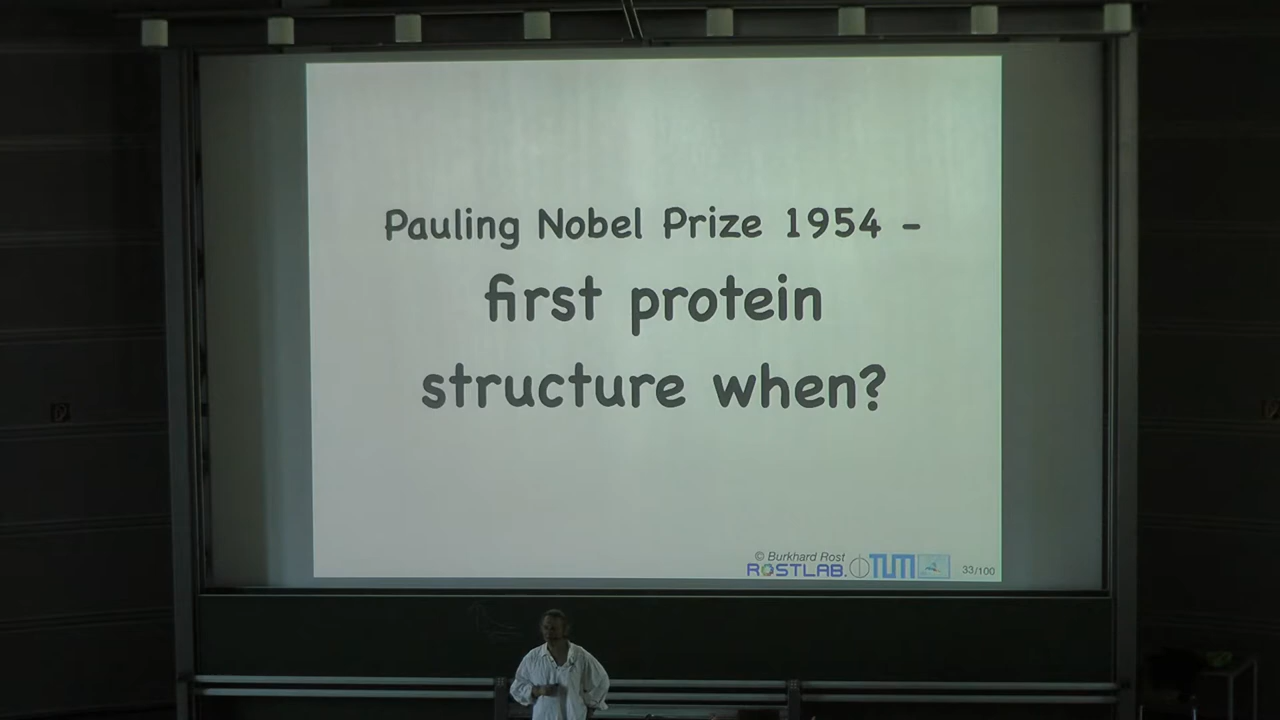 Pauling Nobel Prize 1954 -
first protein
structure when?
© Burkhard Rost
ROSTLAB. TUM
33/100